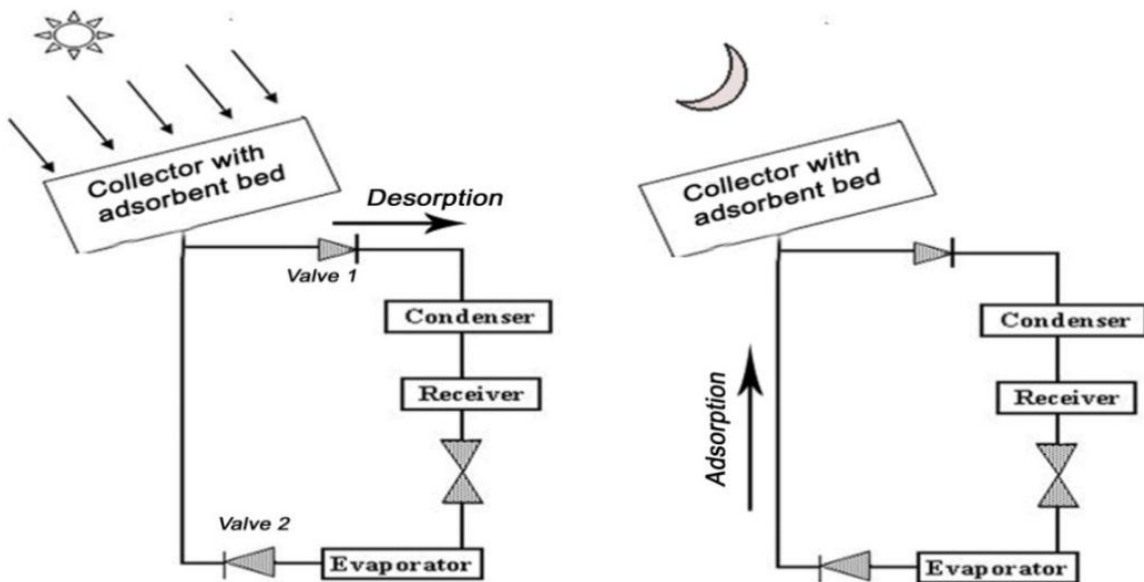 Collector with
adsorbent bed
Desorption
Valve 1
Condenser
Receiver
Valve 2
Evaporator
Collector with
adsorbent bed
Condenser
Adsorption
Receiver
Evaporator